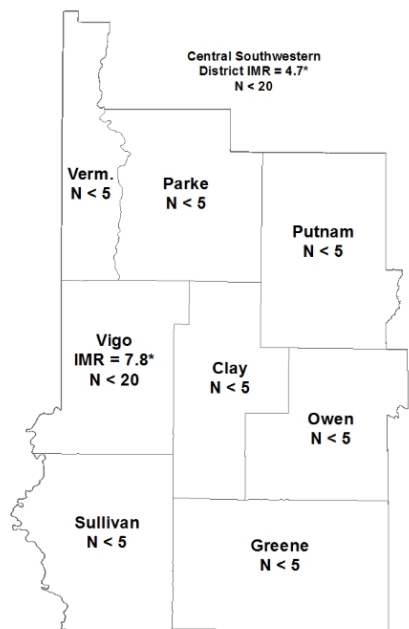 Central Southwestern
District IMR = 4.7*
N < 20
Verm.
N < 5
Parke
N < 5
Putnam
N < 5
Vigo
IMR = 7.8*
N < 20
Clay
N < 5
Owen
N < 5
Sullivan
N < 5
Greene
N < 5